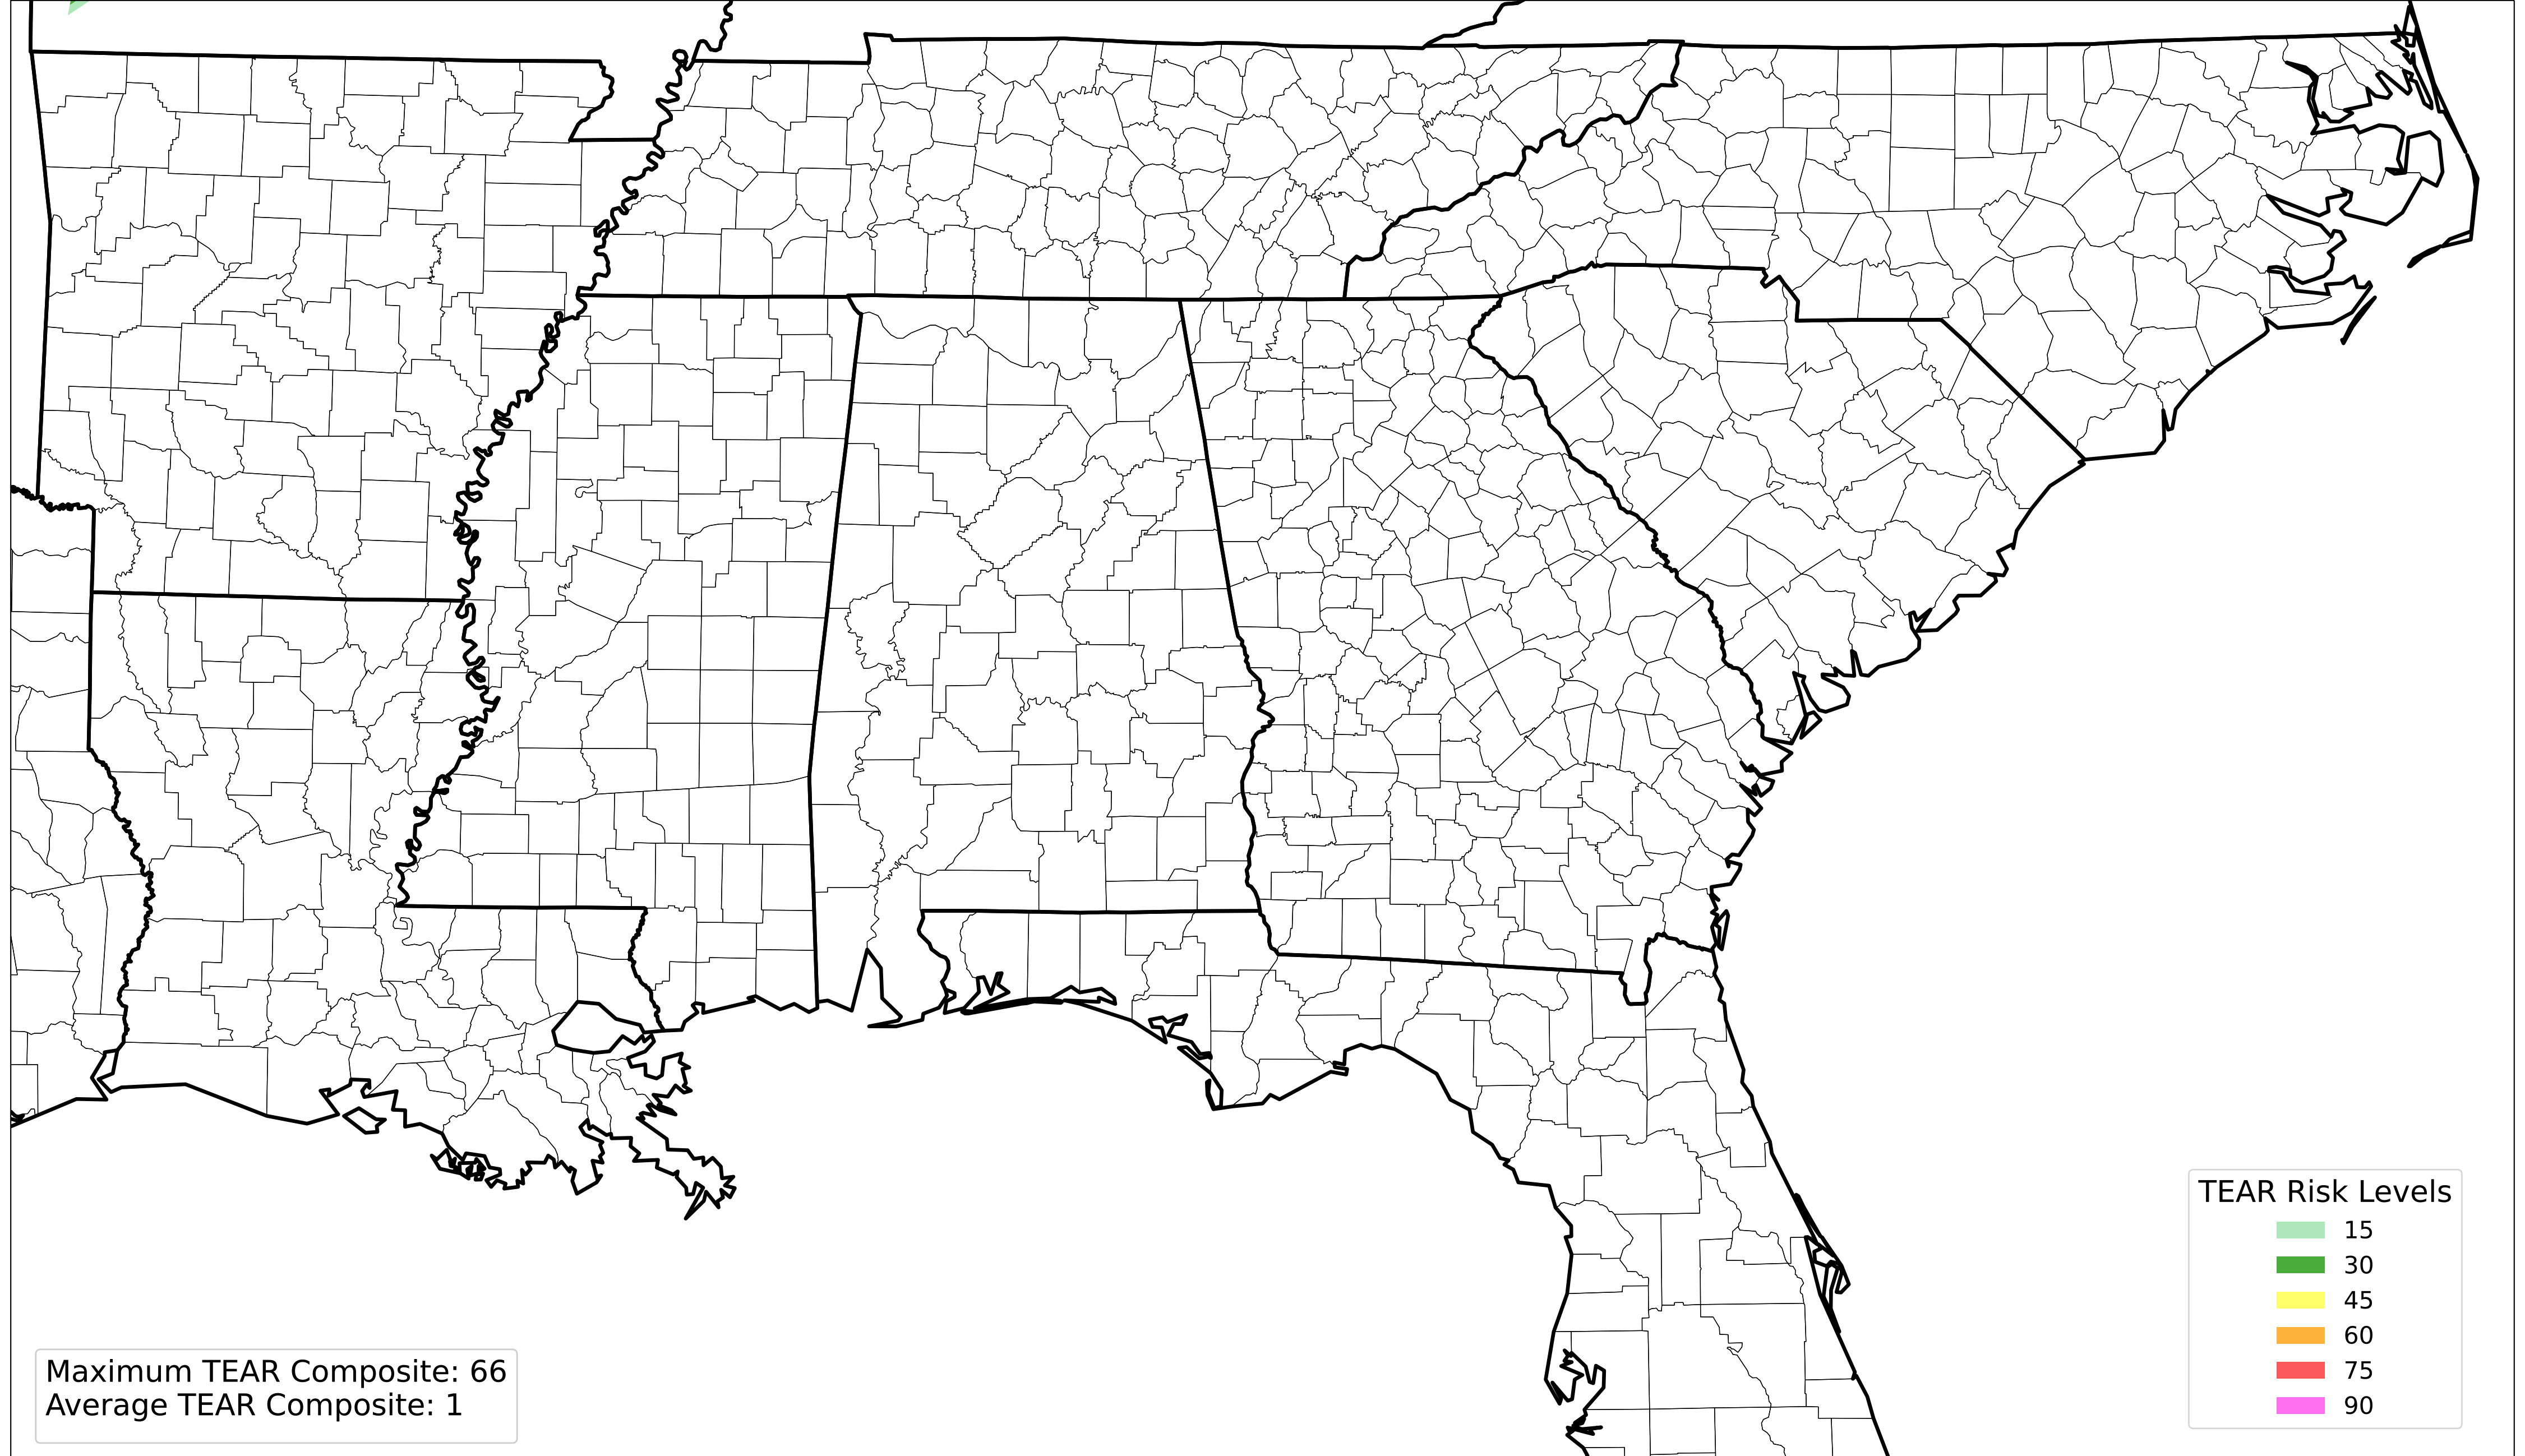 TEAR Risk Levels
15
30
45
60
75
90
Maximum TEAR Composite: 66
Average TEAR Composite: 1